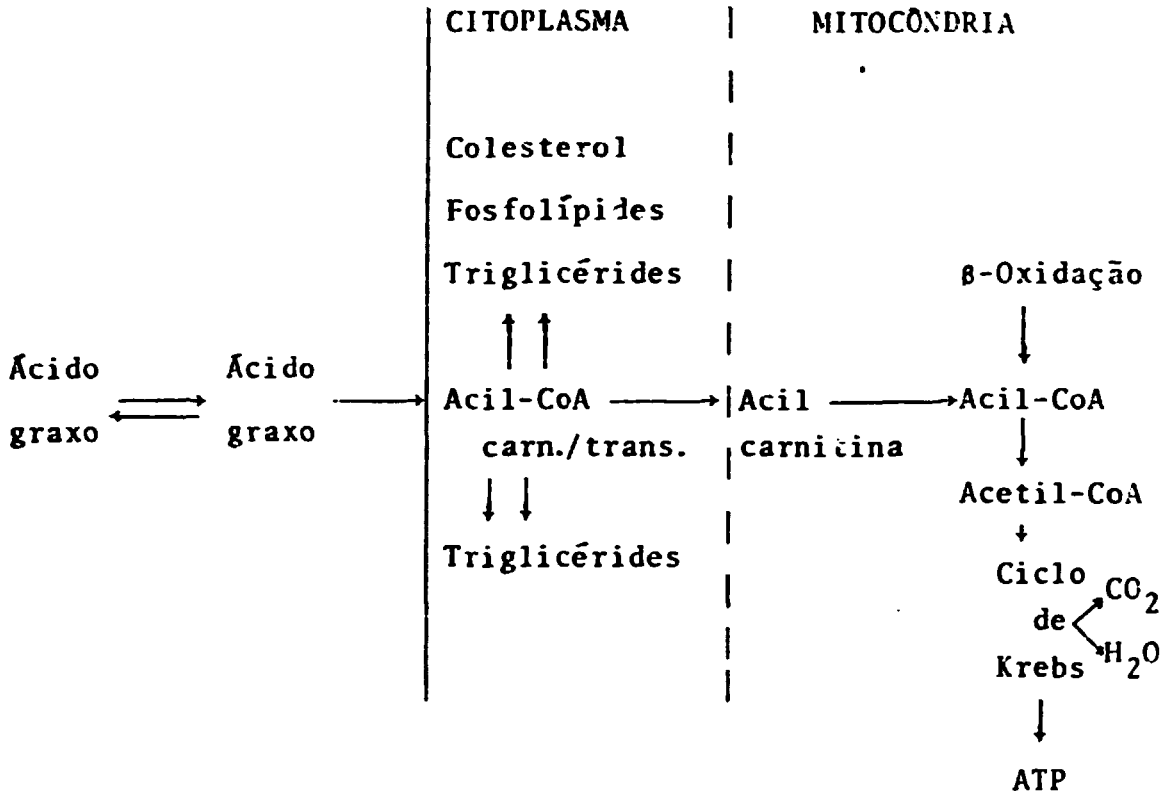 CITOPLASMA
MITOCÔNDRIA
Colesterol
Fosfolípides
Triglicérides
β-Oxidação
Ácido graxo
Ácido graxo
Acil-CoA
carn./trans.
Acil carnitina
Acil-CoA
Triglicérides
Acetil-CoA
Ciclo de Krebs
CO2
H2O
ATP